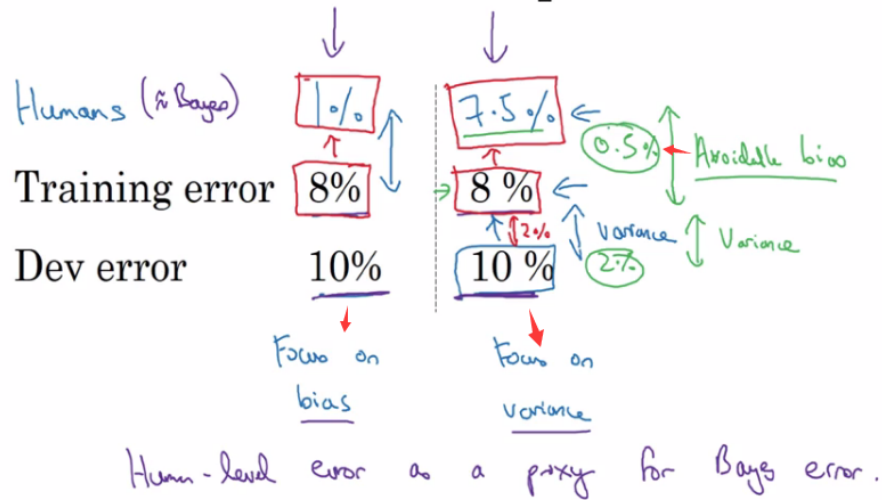 Humans (≈ Bayes) 1% 7.5%
0.5% Avoidable bias
Training error 8% 8 %
2% Variance Variance
Dev error 10% 10 % 2%
Focus on Focus on
bias variance
Human-level error as a proxy for Bayes error.